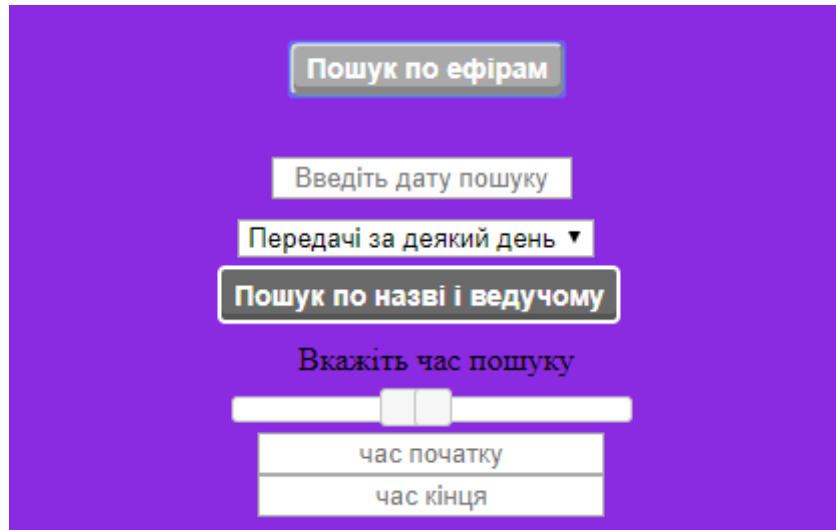 Пошук по ефірам
Введіть дату пошуку
Передачі за деякий день
Пошук по назві і ведучому
Вкажіть час пошуку
час початку
час кінця